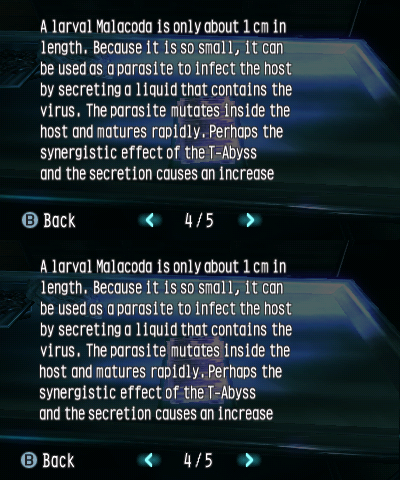 A larval Malacoda is only about 1 cm in
length. Because it is so small, it can
be used as a parasite to infect the host
by secreting a liquid that contains the
virus. The parasite mutates inside the
host and matures rapidly. Perhaps the
synergistic effect of the T-Abyss
and the secretion causes an increase
B Back < 4/5 >
A larval Malacoda is only about 1 cm in
length. Because it is so small, it can
be used as a parasite to infect the host
by secreting a liquid that contains the
virus. The parasite mutates inside the
host and matures rapidly. Perhaps the
synergistic effect of the T-Abyss
and the secretion causes an increase
B Back < 4/5 >